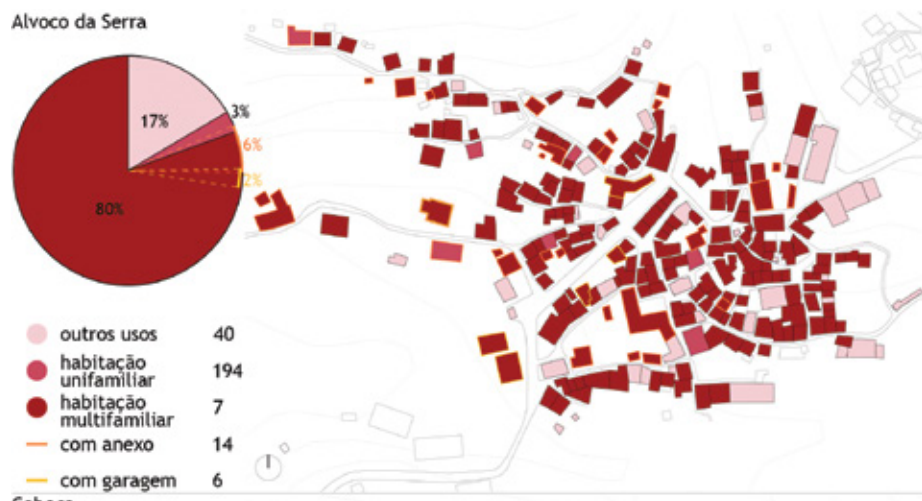 Alvoco da Serra
17%
3%
6%
2%
80%
outros usos 40
habitação
unifamiliar 194
habitação
multifamiliar 7
com anexo 14
com garagem 6